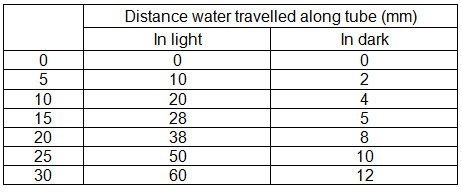 Distance water travelled along tube (mm)
In light In dark
0 0 0
5 10 2
10 20 4
15 28 5
20 38 8
25 50 10
30 60 12